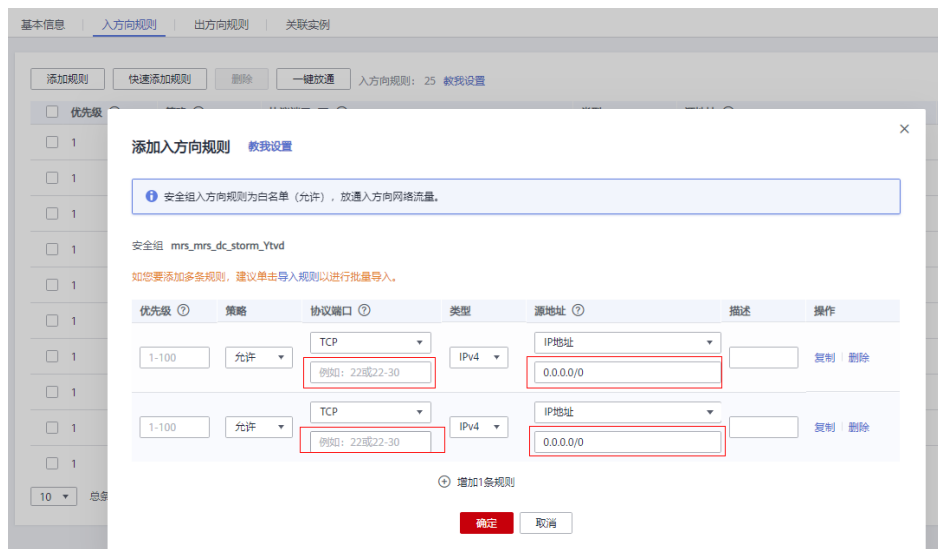 基本信息 入方向规则 出方向规则 关联实例
添加规则 快速添加规则 删除 一键放通 入方向规则: 25 教我设置
优先级
1
添加入方向规则 教我设置
1
安全组入方向规则为白名单（允许）, 放通入方向网络流量。
1
1
安全组 mrs_mrs_dc_storm_Ytvd
如您要添加多条规则, 建议单击导入规则以进行批量导入。
1
优先级 ? 策略 协议端口 ? 类型 源地址 ? 描述 操作
1
TCP IP地址
1-100 允许 IPv4 复制 删除
1
例如: 22或22-30 0.0.0.0/0
1
TCP IP地址
1-100 允许 IPv4 复制 删除
1
例如: 22或22-30 0.0.0.0/0
1
增加1条规则
10 总条
确定 取消